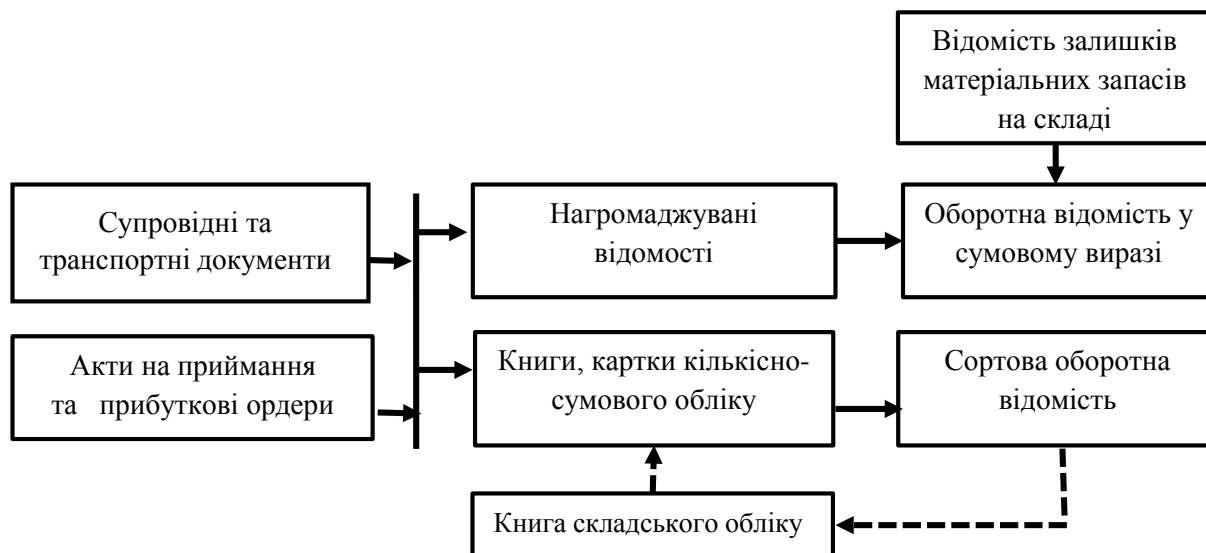 Відомість залишків
матеріальних запасів
на складі
Супровідні та
транспортні документи
Нагромаджувані
відомості
Оборотна відомість у
сумовому виразі
Акти на приймання
та прибуткові ордери
Книги, картки кількісно-
сумового обліку
Сортова оборотна
відомість
Книга складського обліку